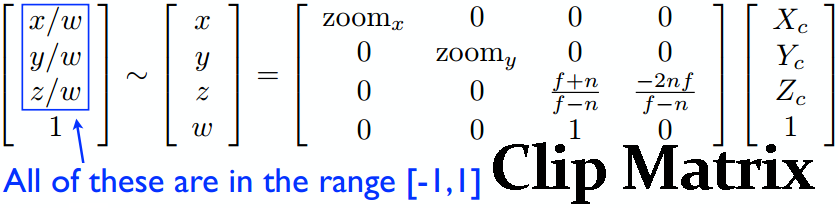 [ x/w ] [ x ] [ zoomₓ 0 0 0 ] [ X_c ]
[ y/w ] [ y ] [ 0 zoom_y 0 0 ] [ Y_c ]
[ z/w ] ~ [ z ] = [ 0 0 (f+n)/(f−n) (−2nf)/(f−n) ] [ Z_c ]
[ 1 ] [ w ] [ 0 0 1 0 ] [ 1 ]
All of these are in the range [-1,1] Clip Matrix